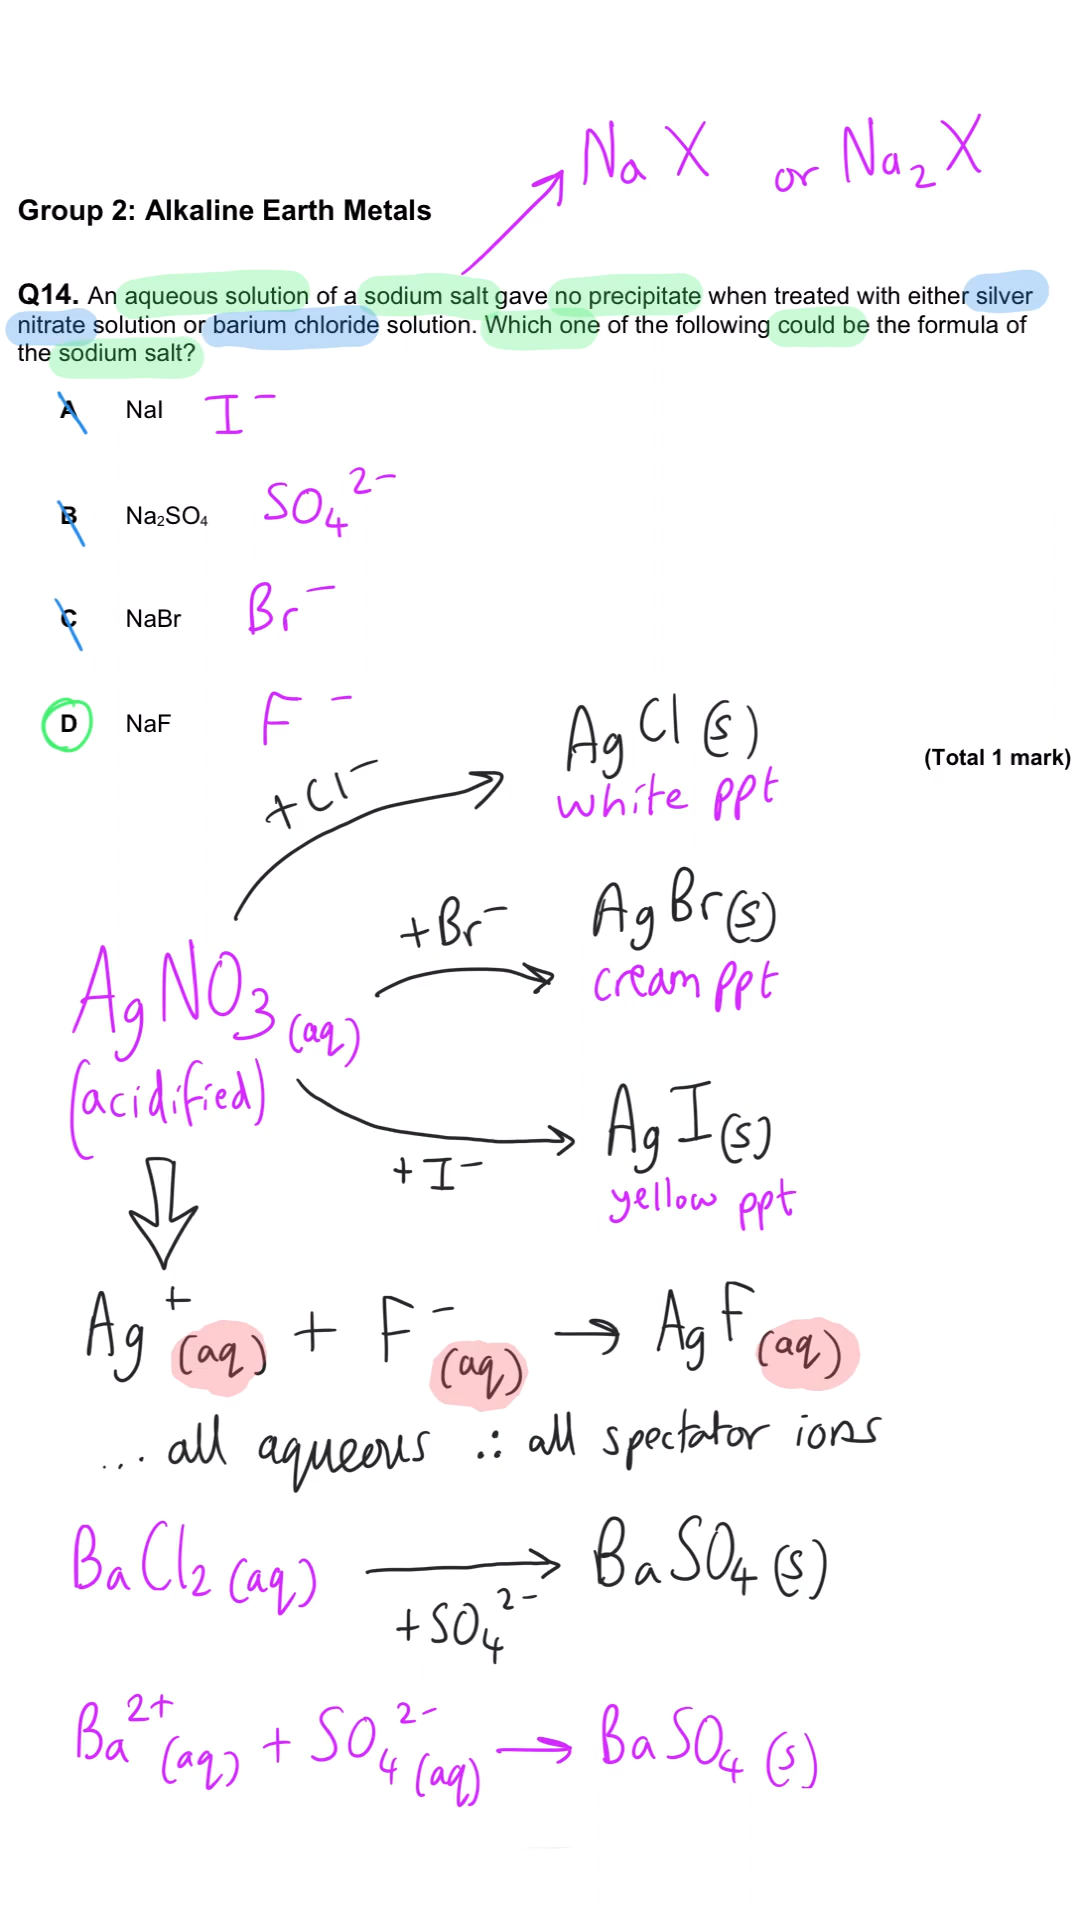 Na X or Na₂X
Group 2: Alkaline Earth Metals
Q14. An aqueous solution of a sodium salt gave no precipitate when treated with either silver
nitrate solution or barium chloride solution. Which one of the following could be the formula of
the sodium salt?
A NaI I⁻
B Na₂SO₄ SO₄²⁻
C NaBr Br⁻
D NaF F⁻
(Total 1 mark)
+Cl⁻ AgCl(s)
white ppt
+Br⁻ AgBr(s)
cream ppt
AgNO₃(aq)
(acidified)
+I⁻ AgI(s)
yellow ppt
Ag⁺(aq) + F⁻(aq) → AgF(aq)
... all aqueous ∴ all spectator ions
BaCl₂(aq) → BaSO₄(s)
+SO₄²⁻
Ba²⁺(aq) + SO₄²⁻(aq) → BaSO₄(s)